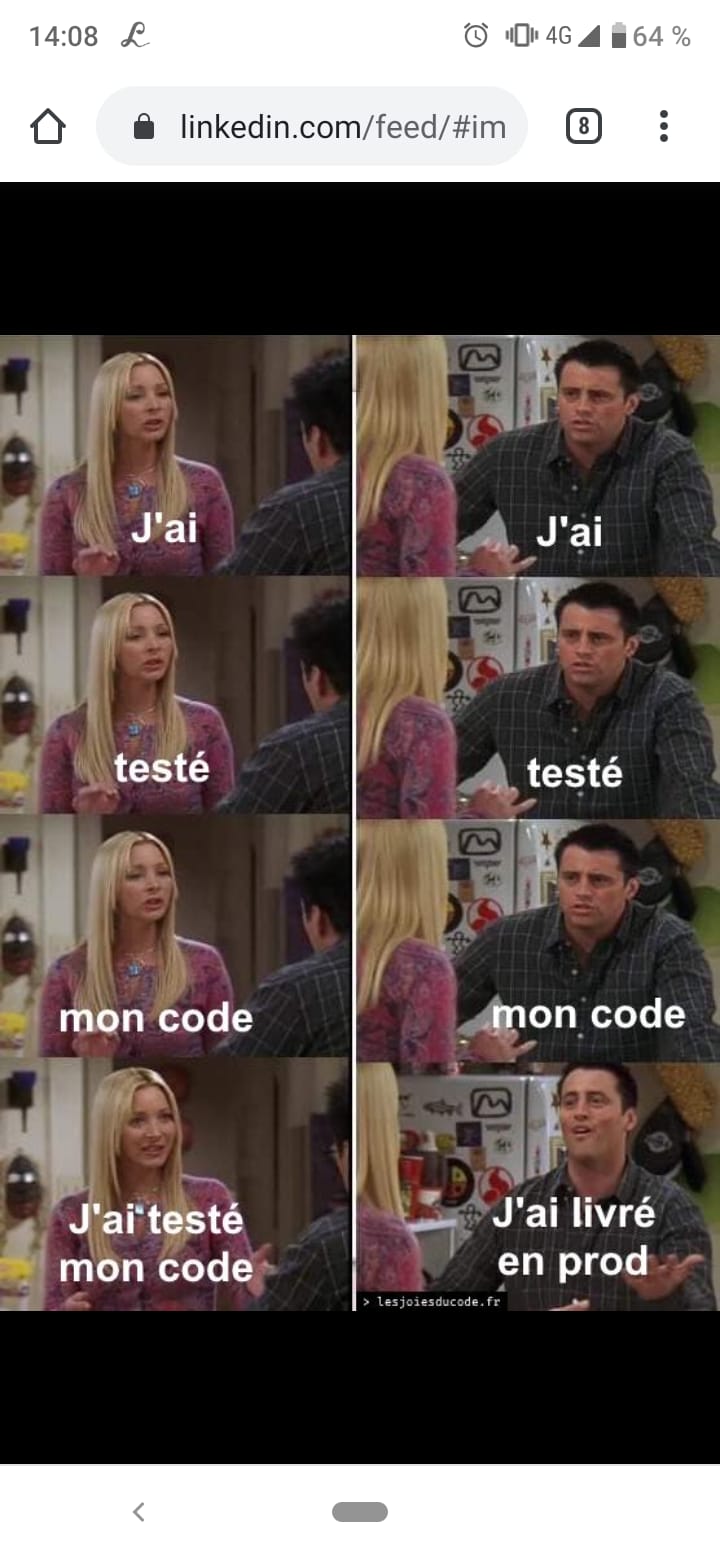 14:08
4G
64 %
linkedin.com/feed/#im
8
J'ai
J'ai
testé
testé
mon code
mon code
J'ai testé
mon code
J'ai livré
en prod
> lesjoiesducode.fr